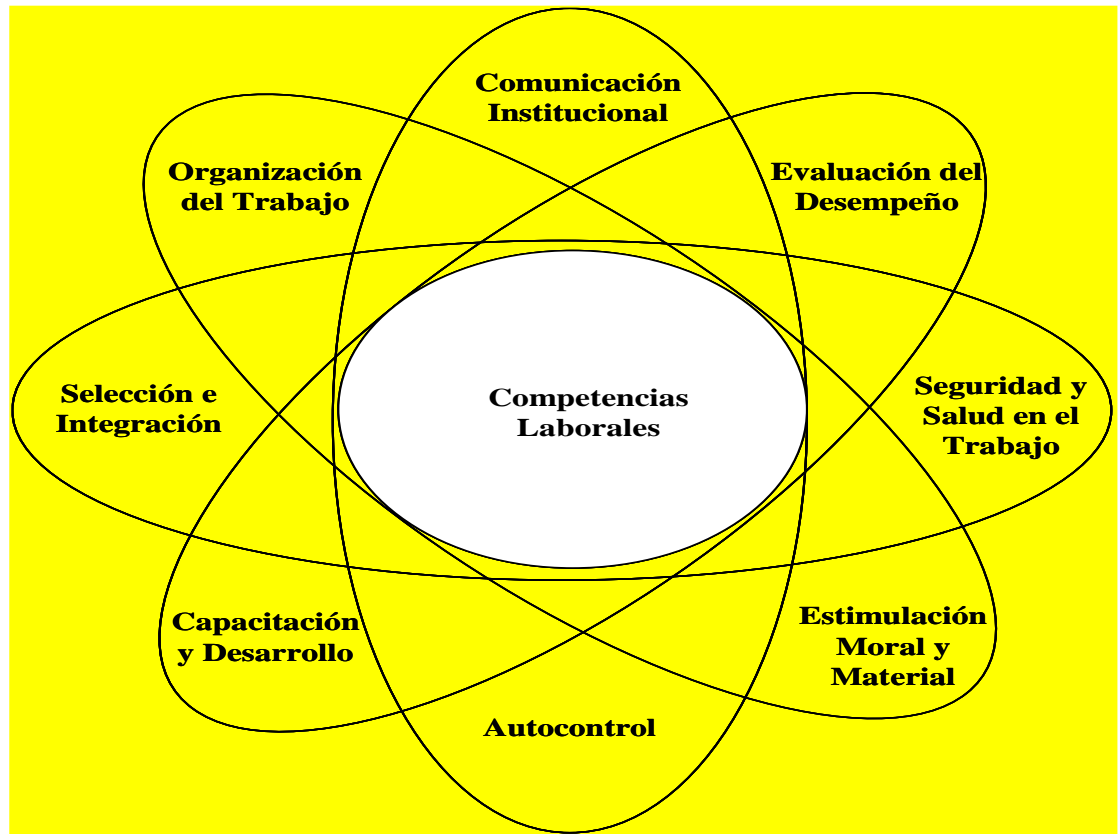 Comunicación
Institucional
Organización
del Trabajo
Evaluación del
Desempeño
Selección e
Integración
Competencias
Laborales
Seguridad y
Salud en el
Trabajo
Capacitación
y Desarrollo
Estimulación
Moral y
Material
Autocontrol